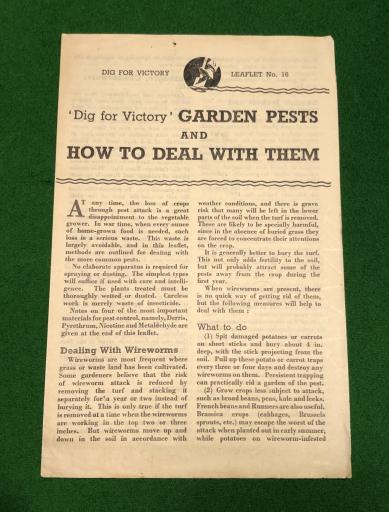 DIG FOR VICTORY LEAFLET No. 16
'Dig for Victory' GARDEN PESTS
AND
HOW TO DEAL WITH THEM
AT any time, the loss of crops
through pest attack is a great
disappointment to the vegetable
grower. In war time, when every ounce
of home-grown food is needed, such
loss is a serious waste. This waste is
largely avoidable, and in this leaflet,
methods are outlined for dealing with
the more common pests.
No elaborate apparatus is required for
spraying or dusting. The simplest types
will suffice if used with care and intelli-
gence. The plants treated must be
thoroughly wetted or dusted. Careless
work is merely waste of insecticide.
Notes on four of the most important
materials for pest control, namely, Derris,
Pyrethrum, Nicotine and Metaldehyde are
given at the end of this leaflet.
Dealing With Wireworms
Wireworms are most frequent where
grass or waste land has been cultivated.
Some gardeners believe that the risk
of wireworm attack is reduced by
removing the turf and stacking it
separately for a year or two instead of
burying it. This is only true if the turf
is removed at a time when the wireworms
are working in the top two or three
inches. But wireworms move up and
down in the soil in accordance with
weather conditions, and there is grave
risk that many will be left in the lower
parts of the soil when the turf is removed.
These are likely to be specially harmful,
since in the absence of buried grass they
are forced to concentrate their attentions
on the crop.
It is generally better to bury the turf.
This not only adds fertility to the soil,
but will probably attract some of the
pests away from the crop during the
first year.
When wireworms are present, there
is no quick way of getting rid of them,
but the following measures will help to
deal with them :
What to do
(1) Spit damaged potatoes or carrots
on short sticks and bury about 4 in.
deep, with the stick projecting from the
soil. Pull up these potato or carrot traps
every three or four days and destroy any
wireworms on them. Persistent trapping
can practically rid a garden of the pest.
(2) Grow crops less subject to attack,
such as broad beans, peas, kale and leeks.
French beans and Runners are also useful.
Brassica crops (cabbages, Brussels
sprouts, etc.) may escape the worst of the
attack when planted out in early summer,
while potatoes on wireworm-infested